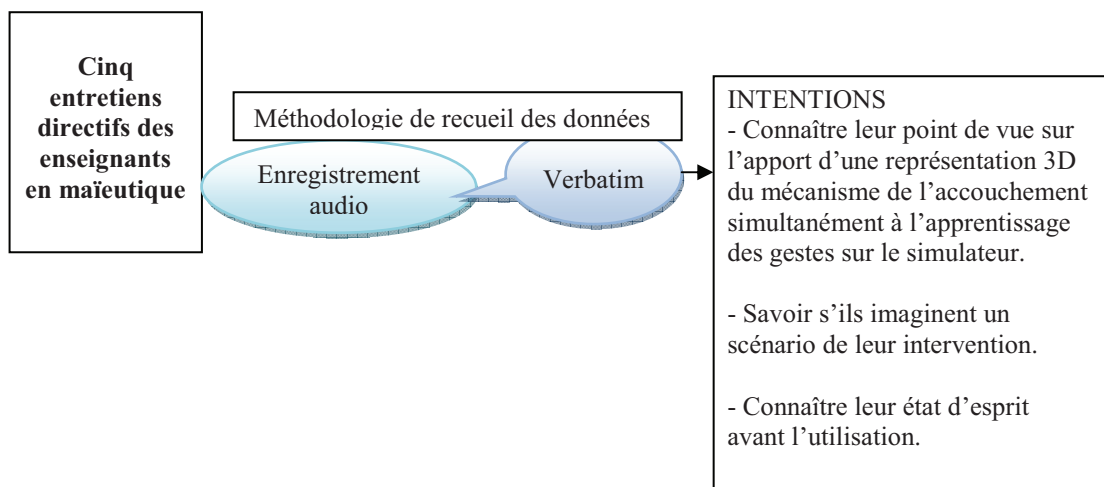 Cinq
entretiens
directifs des
enseignants
en maïeutique
Méthodologie de recueil des données
Enregistrement
audio
Verbatim
INTENTIONS
- Connaître leur point de vue sur
l’apport d’une représentation 3D
du mécanisme de l’accouchement
simultanément à l’apprentissage
des gestes sur le simulateur.
- Savoir s’ils imaginent un
scénario de leur intervention.
- Connaître leur état d’esprit
avant l’utilisation.